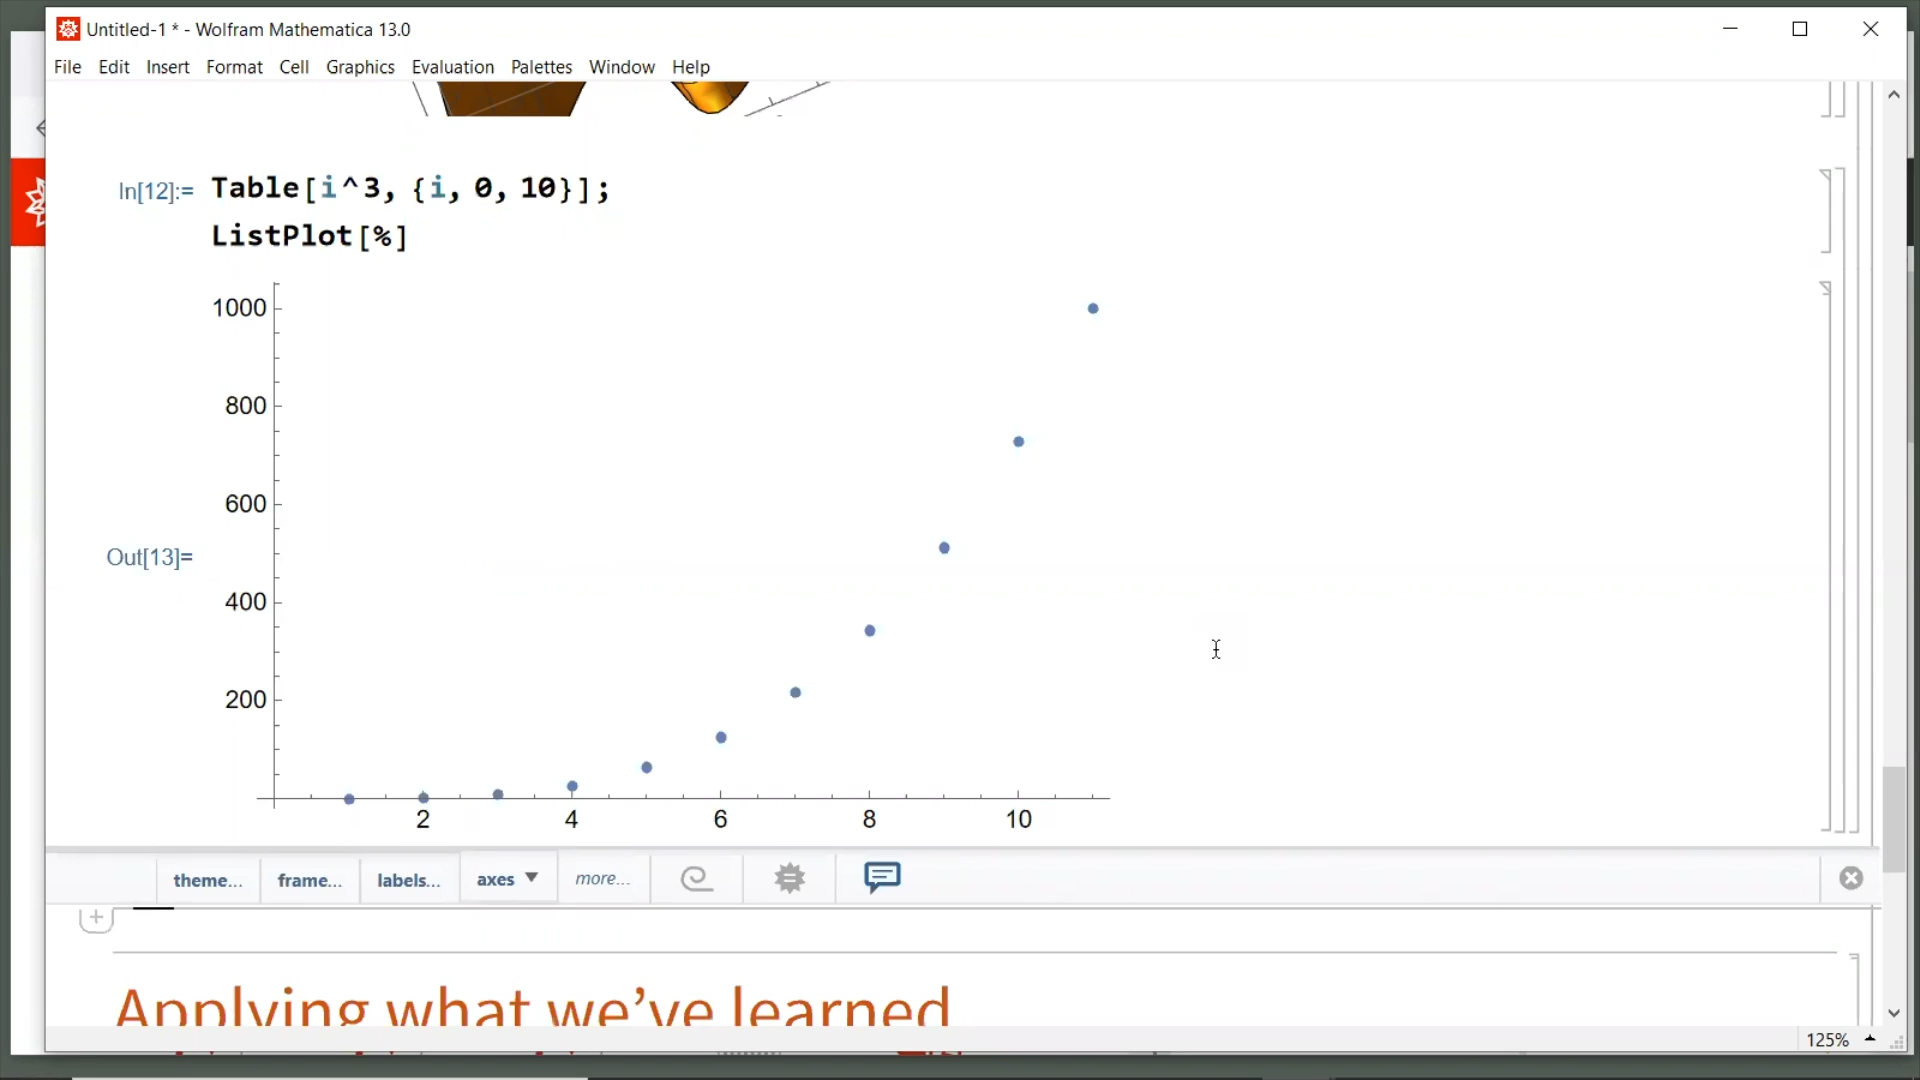 Untitled-1 * - Wolfram Mathematica 13.0
File Edit Insert Format Cell Graphics Evaluation Palettes Window Help
In[12]:= Table[i^3, {i, 0, 10}];
ListPlot[%]
1000
800
600
Out[13]=
400
200
2 4 6 8 10
theme... frame... labels... axes more...
Applying what we’ve learned
125%